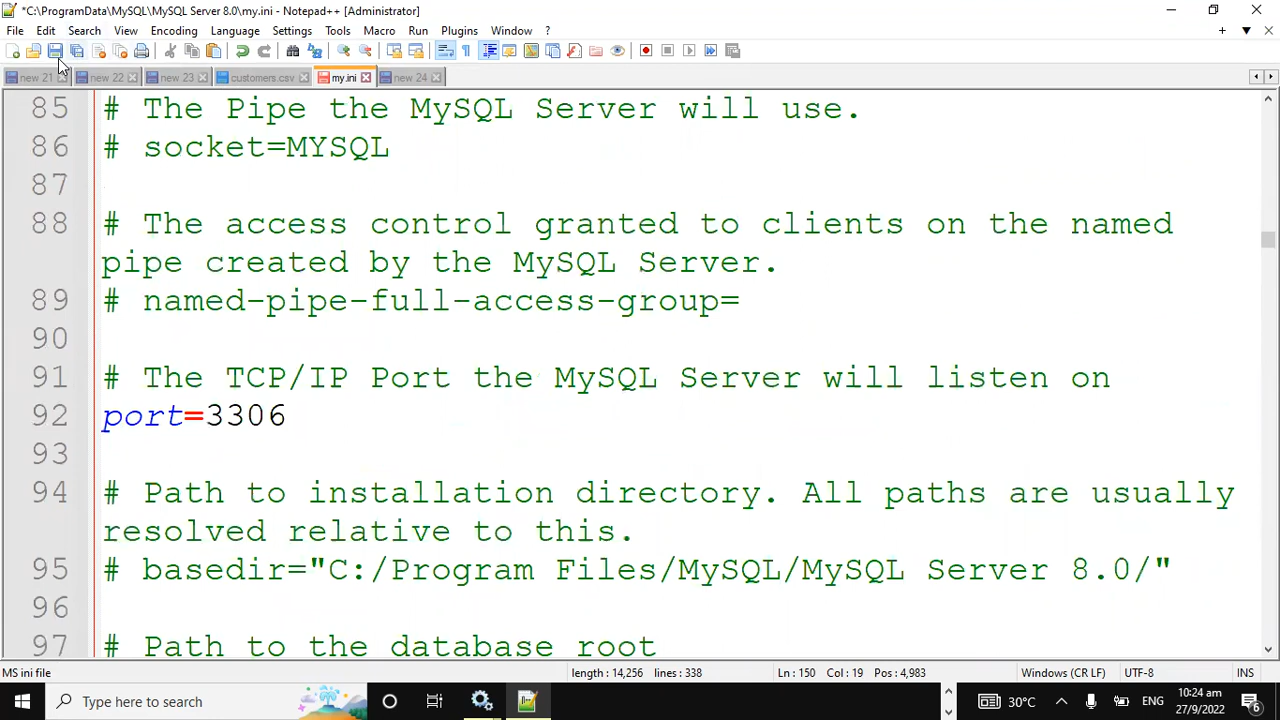 *C:\ProgramData\MySQL\MySQL Server 8.0\my.ini - Notepad++ [Administrator]
File Edit Search View Encoding Language Settings Tools Macro Run Plugins Window ?
new 21 new 22 new 23 customers.csv my.ini new 24
85 # The Pipe the MySQL Server will use.
86 # socket=MYSQL
87
88 # The access control granted to clients on the named
pipe created by the MySQL Server.
89 # named-pipe-full-access-group=
90
91 # The TCP/IP Port the MySQL Server will listen on
92 port=3306
93
94 # Path to installation directory. All paths are usually
resolved relative to this.
95 # basedir="C:/Program Files/MySQL/MySQL Server 8.0/"
96
97 # Path to the database root
MS ini file length : 14,256 lines : 338 Ln : 150 Col : 19 Pos : 4,983 Windows (CR LF) UTF-8 INS
Type here to search 30°C ENG 10:24 am
27/9/2022 6